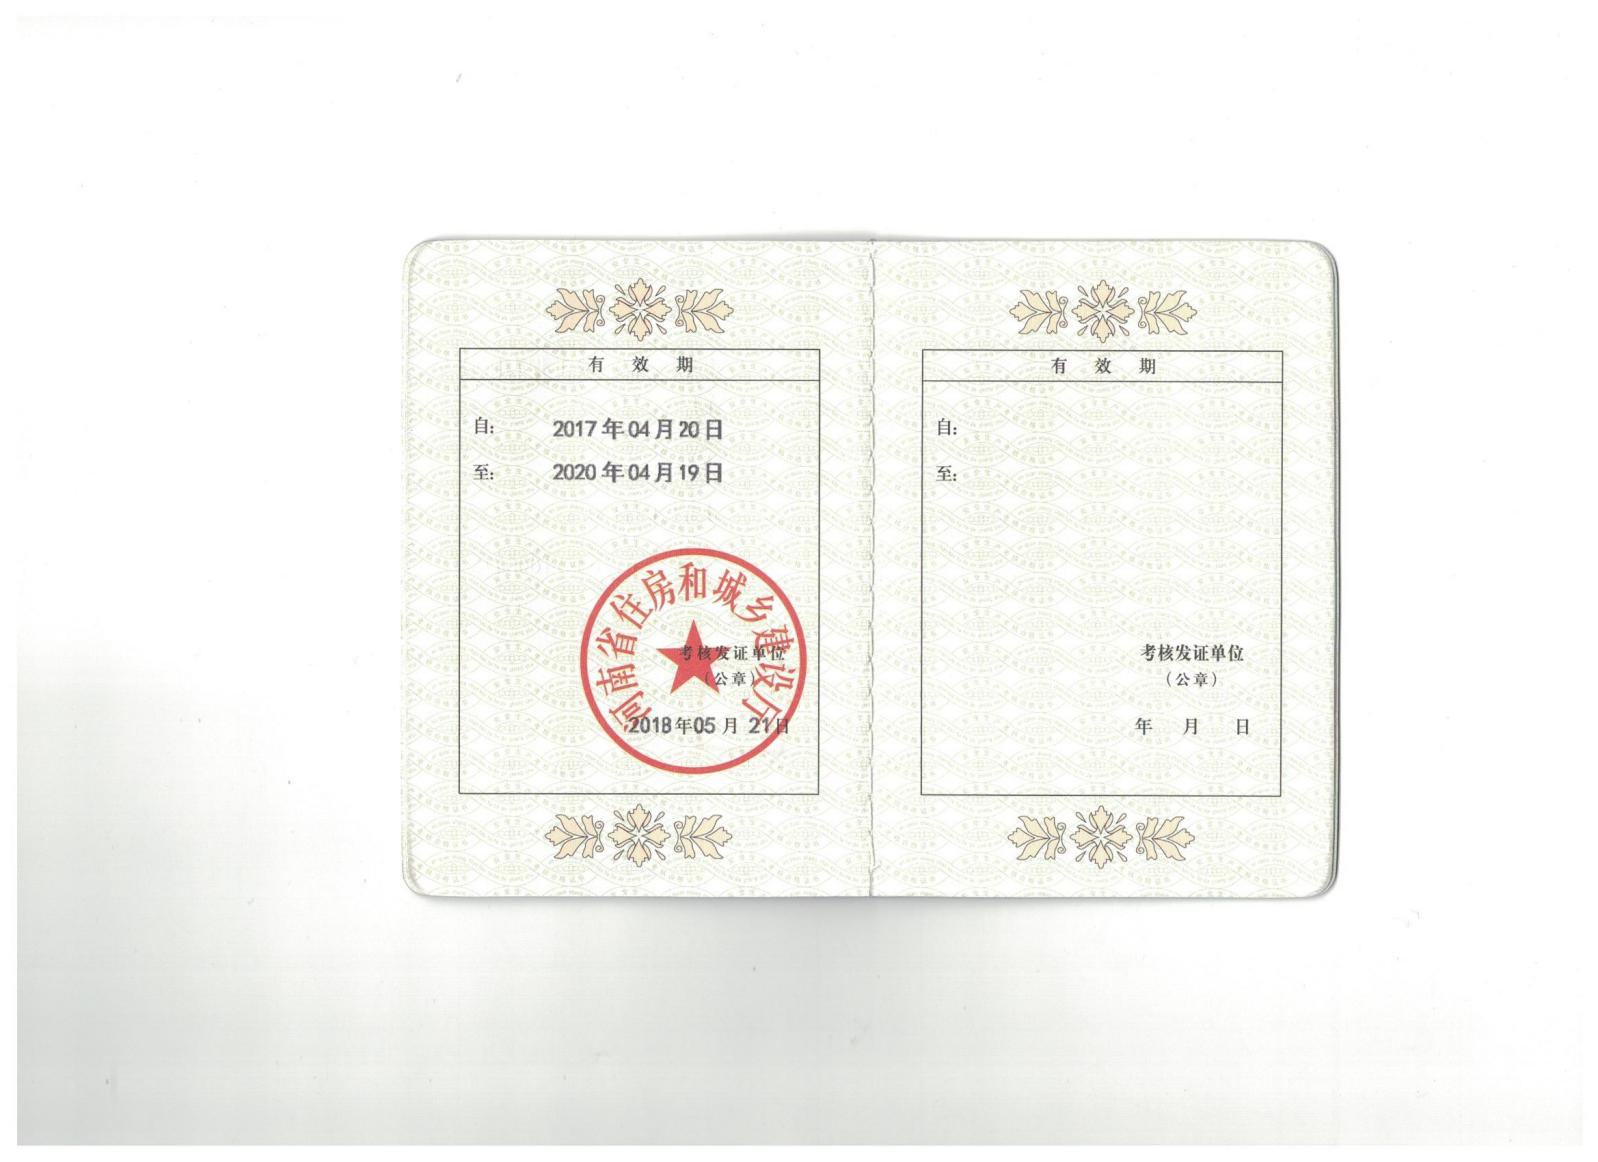 有 效 期
自: 2017年04月20日
至: 2020年04月19日
河南省住房和城乡建设厅
考核发证单位
（公章）
2018年05月21日
有 效 期
自:
至:
考核发证单位
（公章）
年 月 日